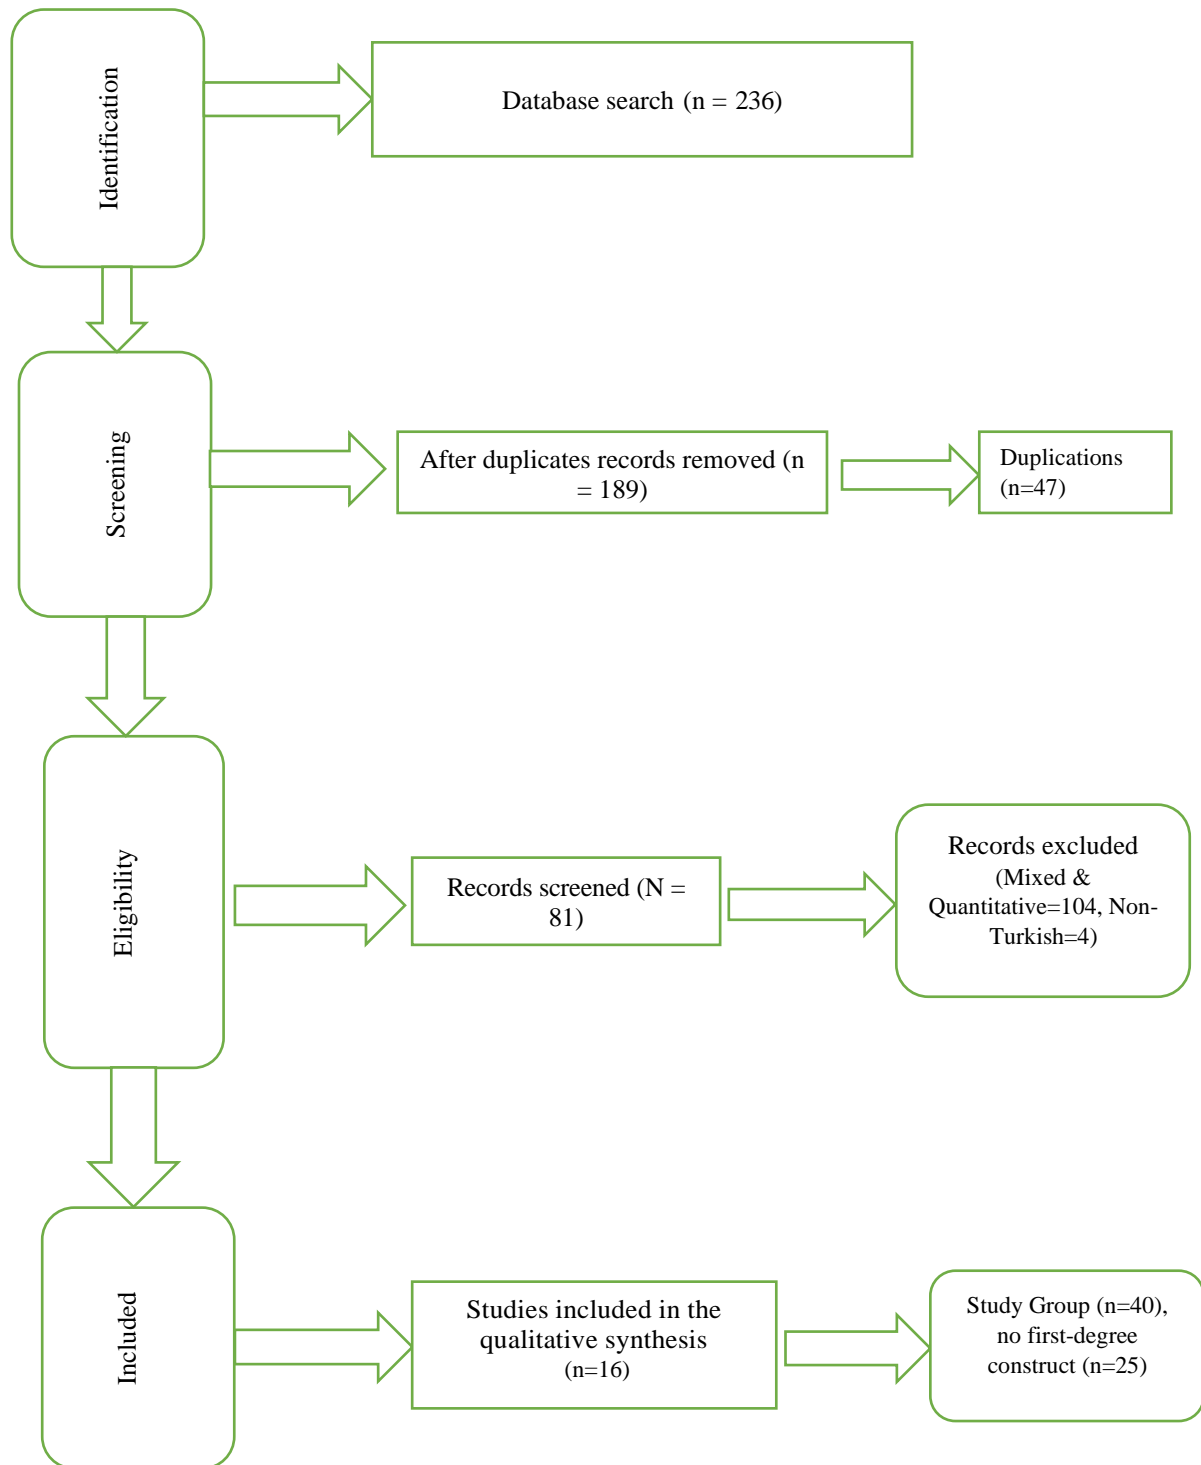 Identification
Database search (n = 236)
Screening
After duplicates records removed (n
= 189)
Duplications
(n=47)
Eligibility
Records screened (N =
81)
Records excluded
(Mixed &
Quantitative=104, Non-
Turkish=4)
Included
Studies included in the
qualitative synthesis
(n=16)
Study Group (n=40),
no first-degree
construct (n=25)